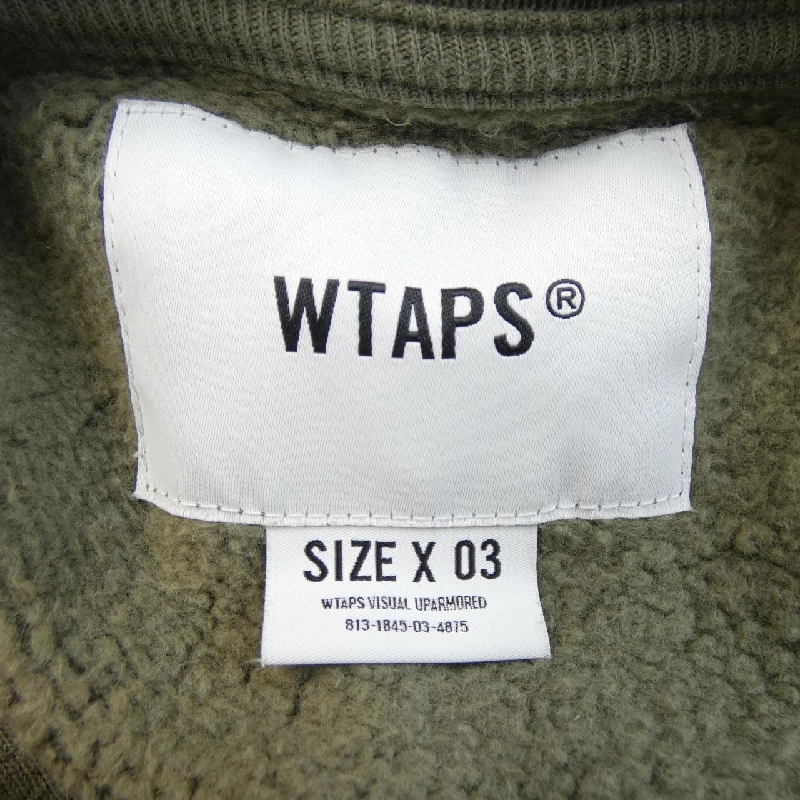 WTAPS®
SIZE X 03
WTAPS VISUAL UPARMORED
813-1845-03-4875